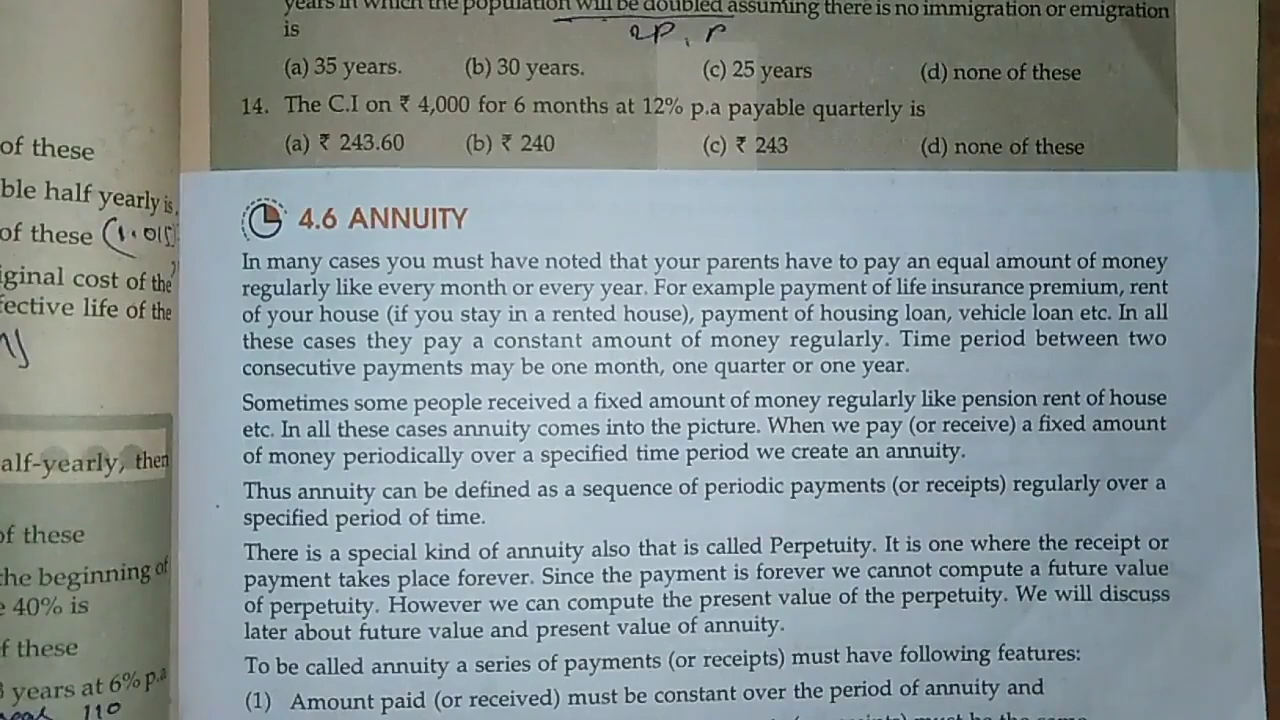 years in which the population will be doubled assuming there is no immigration or emigration
is
2P, P
(a) 35 years. (b) 30 years. (c) 25 years (d) none of these
14. The C.I on ₹ 4,000 for 6 months at 12% p.a payable quarterly is
(a) ₹ 243.60 (b) ₹ 240 (c) ₹ 243 (d) none of these
4.6 ANNUITY
In many cases you must have noted that your parents have to pay an equal amount of money
regularly like every month or every year. For example payment of life insurance premium, rent
of your house (if you stay in a rented house), payment of housing loan, vehicle loan etc. In all
these cases they pay a constant amount of money regularly. Time period between two
consecutive payments may be one month, one quarter or one year.
Sometimes some people received a fixed amount of money regularly like pension rent of house
etc. In all these cases annuity comes into the picture. When we pay (or receive) a fixed amount
of money periodically over a specified time period we create an annuity.
Thus annuity can be defined as a sequence of periodic payments (or receipts) regularly over a
specified period of time.
There is a special kind of annuity also that is called Perpetuity. It is one where the receipt or
payment takes place forever. Since the payment is forever we cannot compute a future value
of perpetuity. However we can compute the present value of the perpetuity. We will discuss
later about future value and present value of annuity.
To be called annuity a series of payments (or receipts) must have following features:
(1) Amount paid (or received) must be constant over the period of annuity and
of these
ble half yearly is
of these (1.015)
iginal cost of the
fective life of the
alf-yearly, then
of these
the beginning of
e 40% is
f these
years at 6% p.a
110